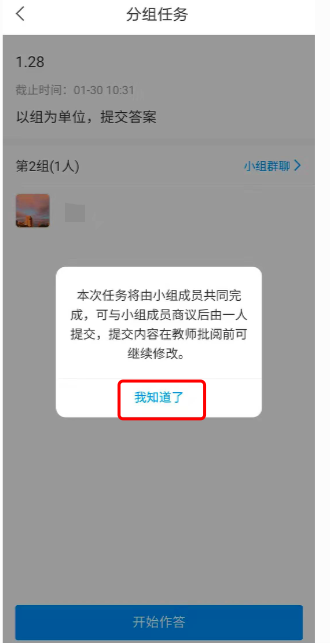 分组任务
1.28
截止时间：01-30 10:31
以组为单位，提交答案
第2组(1人)
小组群聊
本次任务将由小组成员共同完
成，可与小组成员商议后由一人
提交，提交内容在教师批阅前可
继续修改。
我知道了
开始作答